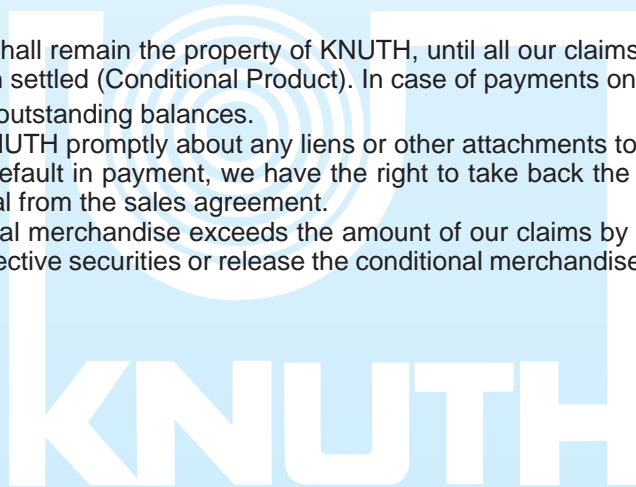 hall remain the property of KNUTH, until all our claims
n settled (Conditional Product). In case of payments on
outstanding balances.
NUTH promptly about any liens or other attachments to
efault in payment, we have the right to take back the
al from the sales agreement.
al merchandise exceeds the amount of our claims by
ective securities or release the conditional merchandise
KNUTH